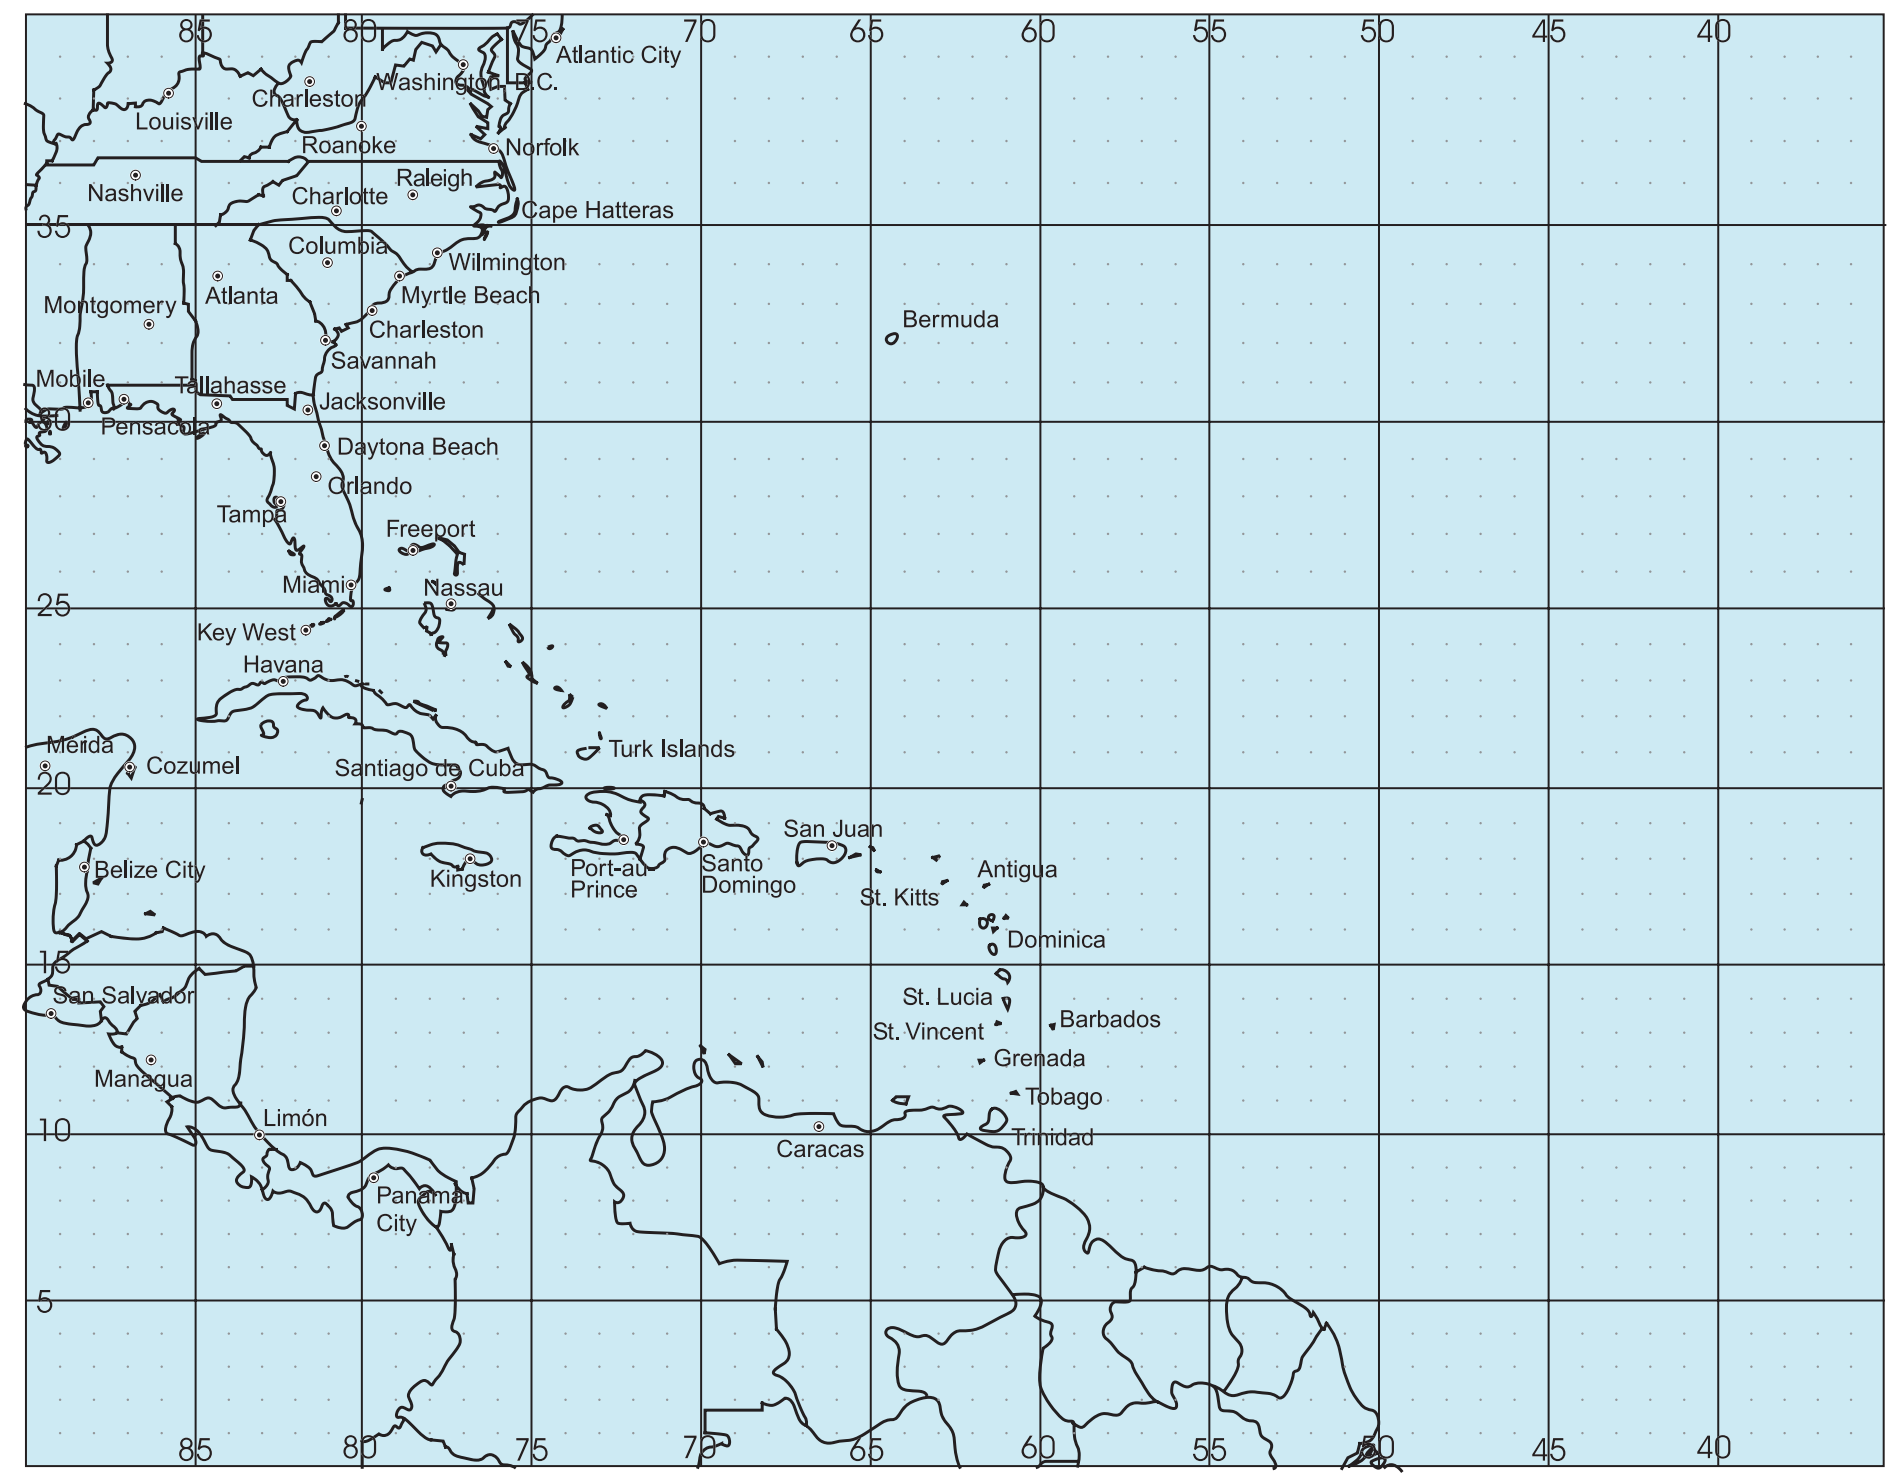 85 80 75 70 65 60 55 50 45 40
Atlantic City
Washington D.C.
Charleston
Louisville
Roanoke
Norfolk
Nashville
Raleigh
Charlotte
Cape Hatteras
35
Columbia
Wilmington
Atlanta
Myrtle Beach
Montgomery
Bermuda
Charleston
Savannah
Mobile
Tallahasse
Jacksonville
30
Pensacola
Daytona Beach
Orlando
Tampa
Freeport
Miami
Nassau
25
Key West
Havana
Merida
Turk Islands
Cozumel
Santiago de Cuba
20
San Juan
Belize City
Kingston
Port-au-
Prince
Santo
Domingo
Antigua
St. Kitts
Dominica
15
San Salvador
St. Lucia
Barbados
St. Vincent
Grenada
Managua
Tobago
Limón
10
Trinidad
Caracas
Panama
City
5
85 80 75 70 65 60 55 50 45 40